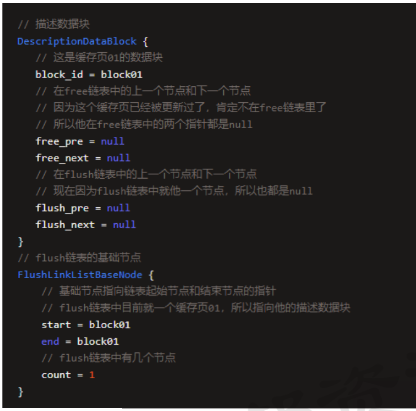 // 描述数据块
DescriptionDataBlock {
// 这是缓存页01的数据块
block_id = block01
// 在free链表中的上一个节点和下一个节点
// 因为这个缓存页已经被更新过了，肯定不在free链表里了
// 所以他在free链表中的两个指针都是null
free_pre = null
free_next = null
// 在flush链表中的上一个节点和下一个节点
// 现在因为flush链表中就他一个节点，所以也都是null
flush_pre = null
flush_next = null
}
// flush链表的基础节点
FlushLinkListBaseNode {
// 基础节点指向链表起始节点和结束节点的指针
// flush链表中目前就一个缓存页01，所以指向他的描述数据块
start = block01
end = block01
// flush链表中有几个节点
count = 1
}